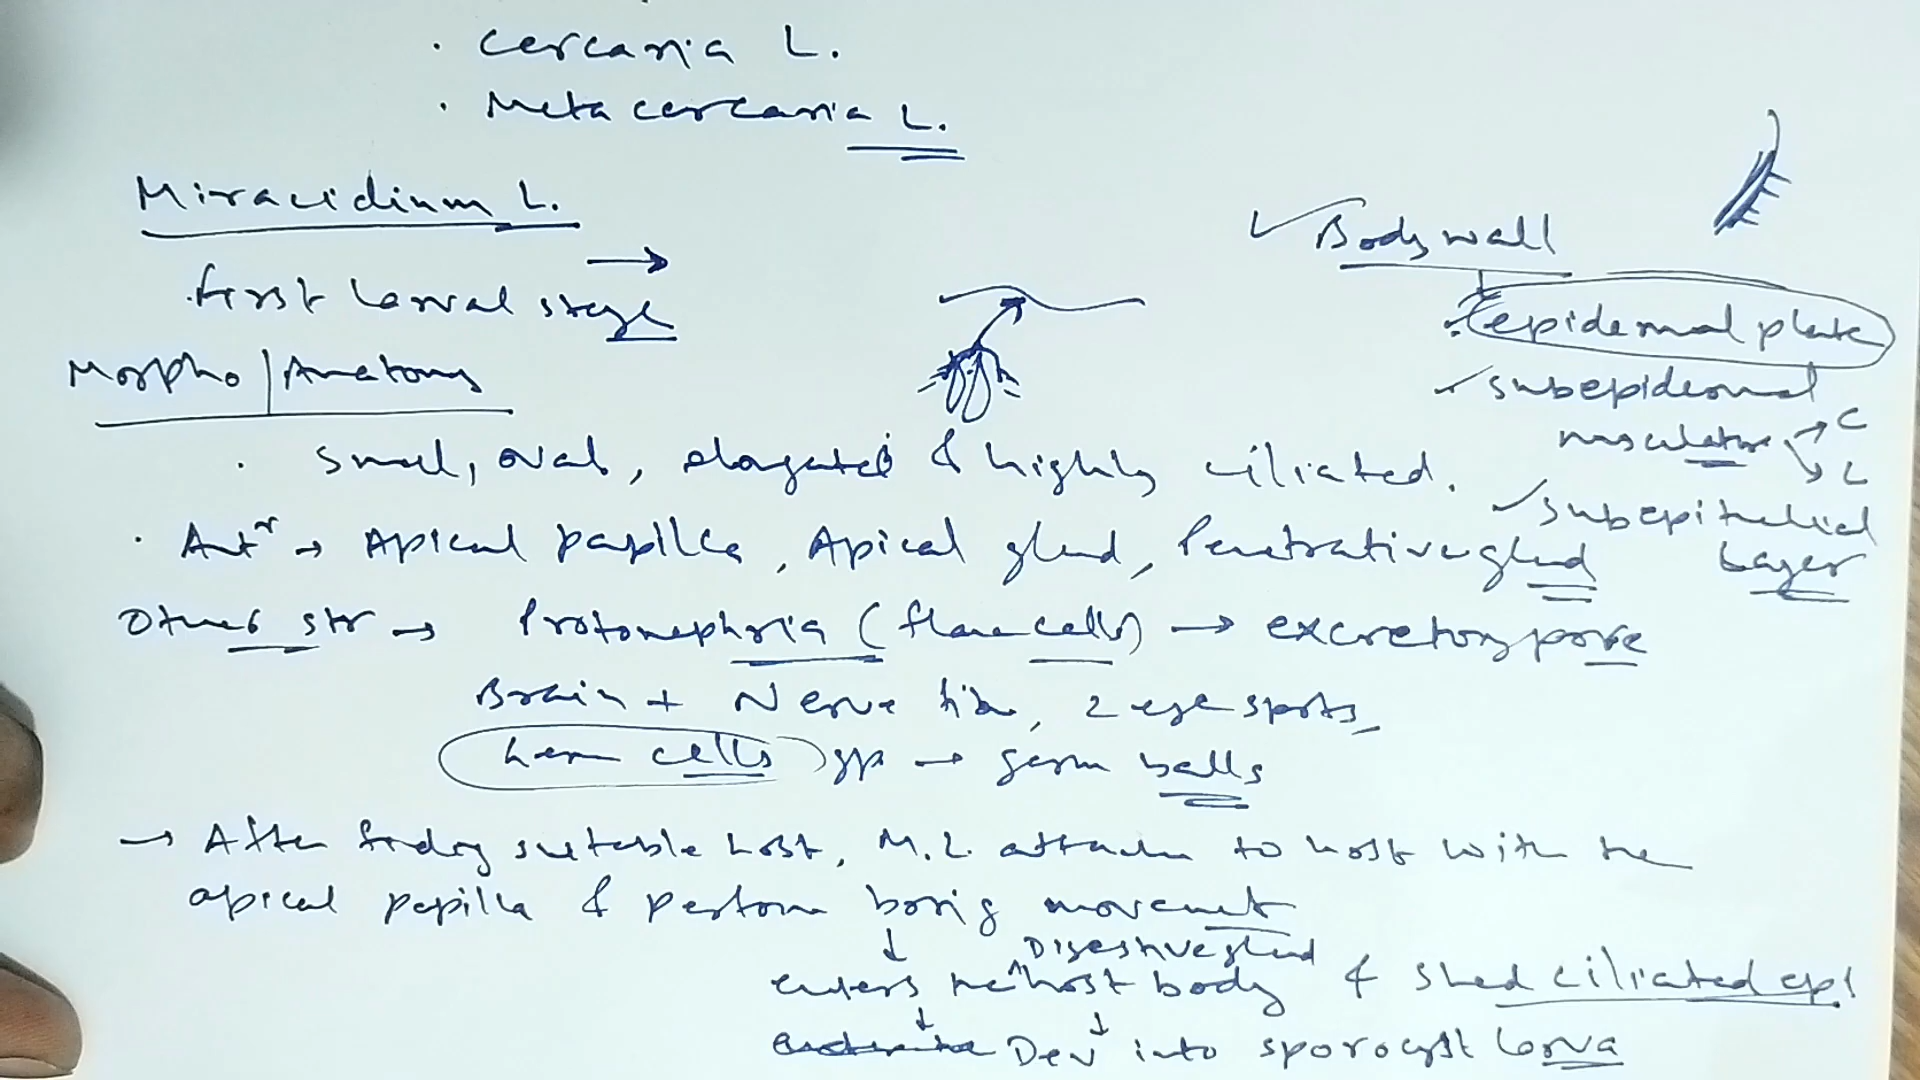 · Cercaria L.
· Meta cercaria L.
Miracidium L.
first larval stage →
Morpho | Anatomy
· small, oval, elongated & highly ciliated.
· Antr → Apical papilla, Apical gland, Penetrative gland
Other str → Protonephria (flame cells) → excretory pore
Brain + Nerve, 2 eye spots,
cells gp → germ balls
→ After finding suitable host, M.L. attaches to host with the
apical papilla & perform boring movement
↓
Digestive gland
enters the ^ host body & shed ciliated epi
↓ ↓
Dev into sporocyst larva
✓ Body wall
epidermal plate
✓ subepidermal
musculature → C
→ L
✓ subepithelial
Layer